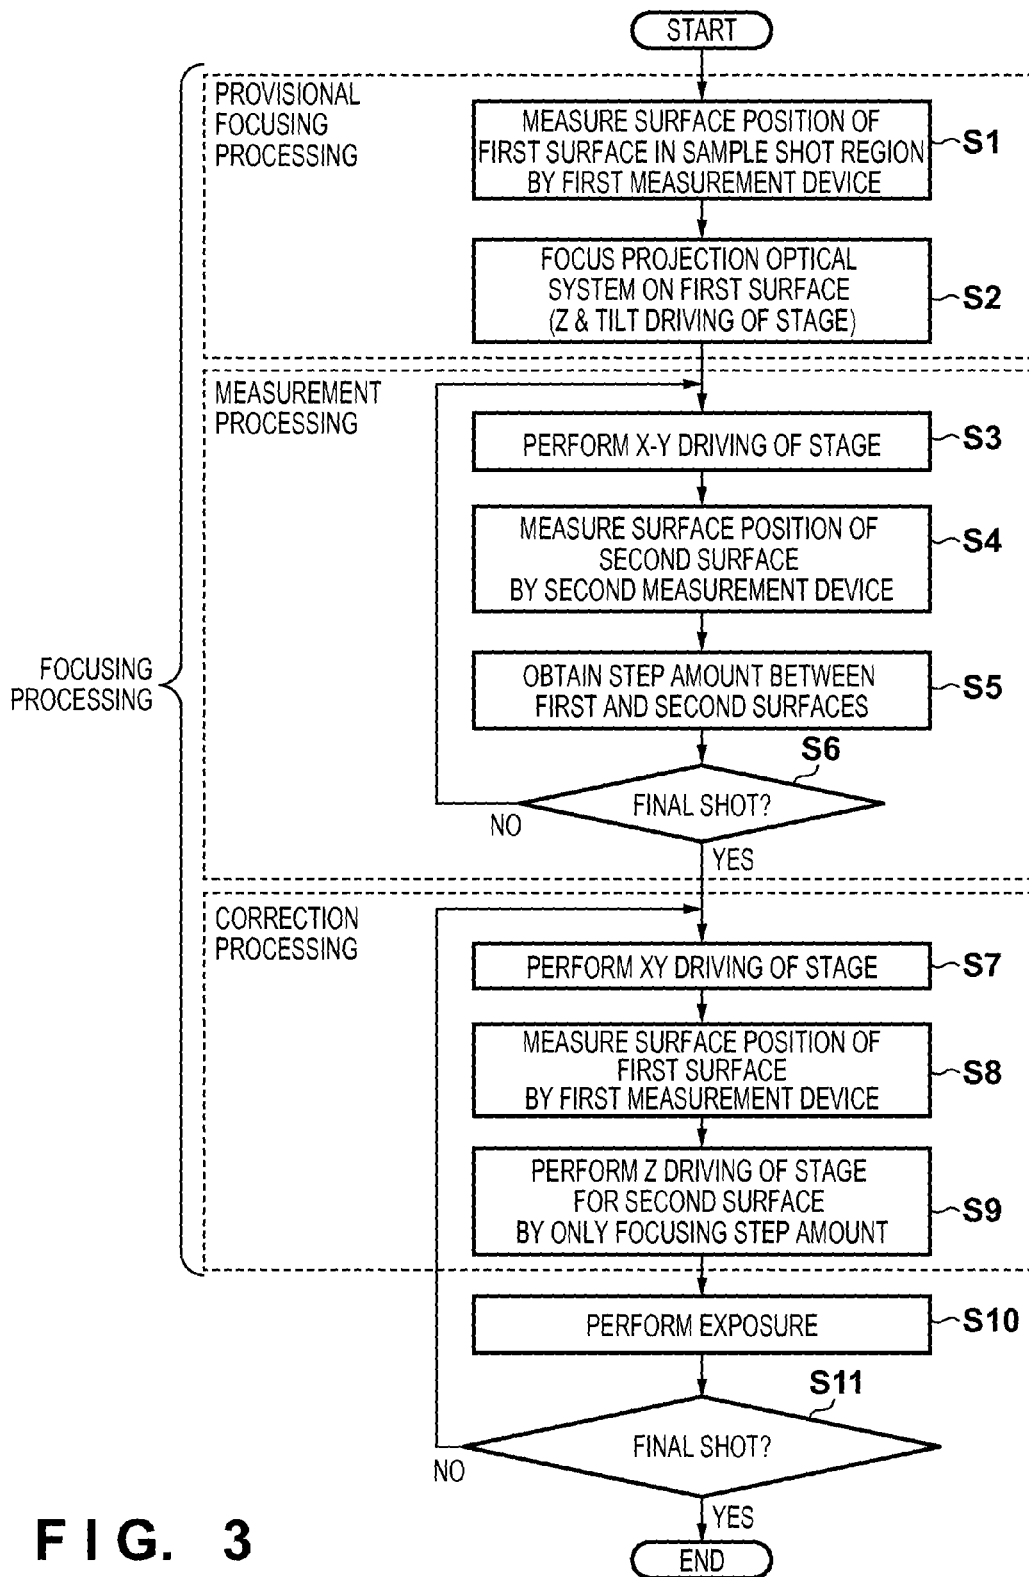 START
PROVISIONAL
FOCUSING
PROCESSING
MEASURE SURFACE POSITION OF
FIRST SURFACE IN SAMPLE SHOT REGION
BY FIRST MEASUREMENT DEVICE
S1
FOCUS PROJECTION OPTICAL
SYSTEM ON FIRST SURFACE
(Z & TILT DRIVING OF STAGE)
S2
MEASUREMENT
PROCESSING
PERFORM X-Y DRIVING OF STAGE
S3
MEASURE SURFACE POSITION OF
SECOND SURFACE
BY SECOND MEASUREMENT DEVICE
S4
FOCUSING
PROCESSING
OBTAIN STEP AMOUNT BETWEEN
FIRST AND SECOND SURFACES
S5
S6
FINAL SHOT?
NO
YES
CORRECTION
PROCESSING
PERFORM XY DRIVING OF STAGE
S7
MEASURE SURFACE POSITION OF
FIRST SURFACE
BY FIRST MEASUREMENT DEVICE
S8
PERFORM Z DRIVING OF STAGE
FOR SECOND SURFACE
BY ONLY FOCUSING STEP AMOUNT
S9
PERFORM EXPOSURE
S10
S11
FINAL SHOT?
NO
YES
END
FIG. 3